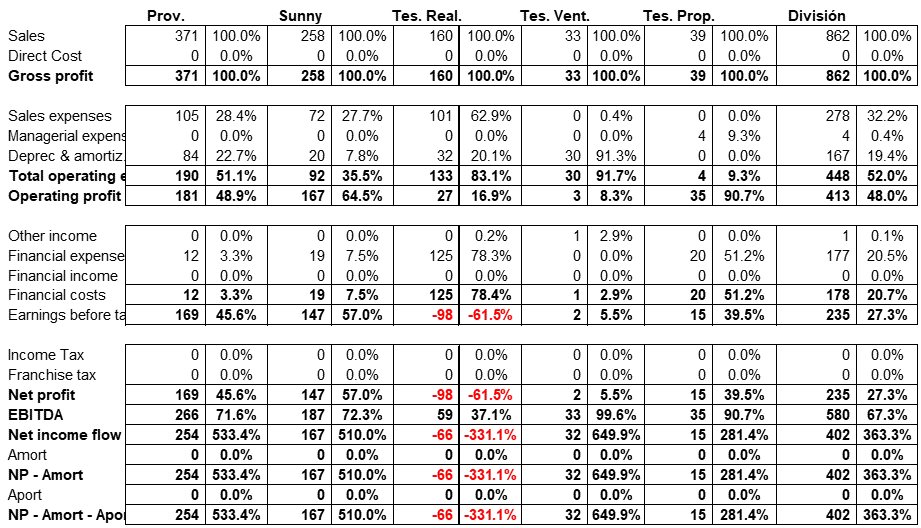 Prov. Sunny Tes. Real. Tes. Vent. Tes. Prop. División
Sales 371 100.0% 258 100.0% 160 100.0% 33 100.0% 39 100.0% 862 100.0%
Direct Cost 0 0.0% 0 0.0% 0 0.0% 0 0.0% 0 0.0% 0 0.0%
Gross profit 371 100.0% 258 100.0% 160 100.0% 33 100.0% 39 100.0% 862 100.0%
Sales expenses 105 28.4% 72 27.7% 101 62.9% 0 0.4% 0 0.0% 278 32.2%
Managerial expens 0 0.0% 0 0.0% 0 0.0% 0 0.0% 4 9.3% 4 0.4%
Deprec & amortiz. 84 22.7% 20 7.8% 32 20.1% 30 91.3% 0 0.0% 167 19.4%
Total operating e 190 51.1% 92 35.5% 133 83.1% 30 91.7% 4 9.3% 448 52.0%
Operating profit 181 48.9% 167 64.5% 27 16.9% 3 8.3% 35 90.7% 413 48.0%
Other income 0 0.0% 0 0.0% 0 0.2% 1 2.9% 0 0.0% 1 0.1%
Financial expense 12 3.3% 19 7.5% 125 78.3% 0 0.0% 20 51.2% 177 20.5%
Financial income 0 0.0% 0 0.0% 0 0.0% 0 0.0% 0 0.0% 0 0.0%
Financial costs 12 3.3% 19 7.5% 125 78.4% 1 2.9% 20 51.2% 178 20.7%
Earnings before ta 169 45.6% 147 57.0% -98 -61.5% 2 5.5% 15 39.5% 235 27.3%
Income Tax 0 0.0% 0 0.0% 0 0.0% 0 0.0% 0 0.0% 0 0.0%
Franchise tax 0 0.0% 0 0.0% 0 0.0% 0 0.0% 0 0.0% 0 0.0%
Net profit 169 45.6% 147 57.0% -98 -61.5% 2 5.5% 15 39.5% 235 27.3%
EBITDA 266 71.6% 187 72.3% 59 37.1% 33 99.6% 35 90.7% 580 67.3%
Net income flow 254 533.4% 167 510.0% -66 -331.1% 32 649.9% 15 281.4% 402 363.3%
Amort 0 0.0% 0 0.0% 0 0.0% 0 0.0% 0 0.0% 0 0.0%
NP - Amort 254 533.4% 167 510.0% -66 -331.1% 32 649.9% 15 281.4% 402 363.3%
Aport 0 0.0% 0 0.0% 0 0.0% 0 0.0% 0 0.0% 0 0.0%
NP - Amort - Apor 254 533.4% 167 510.0% -66 -331.1% 32 649.9% 15 281.4% 402 363.3%